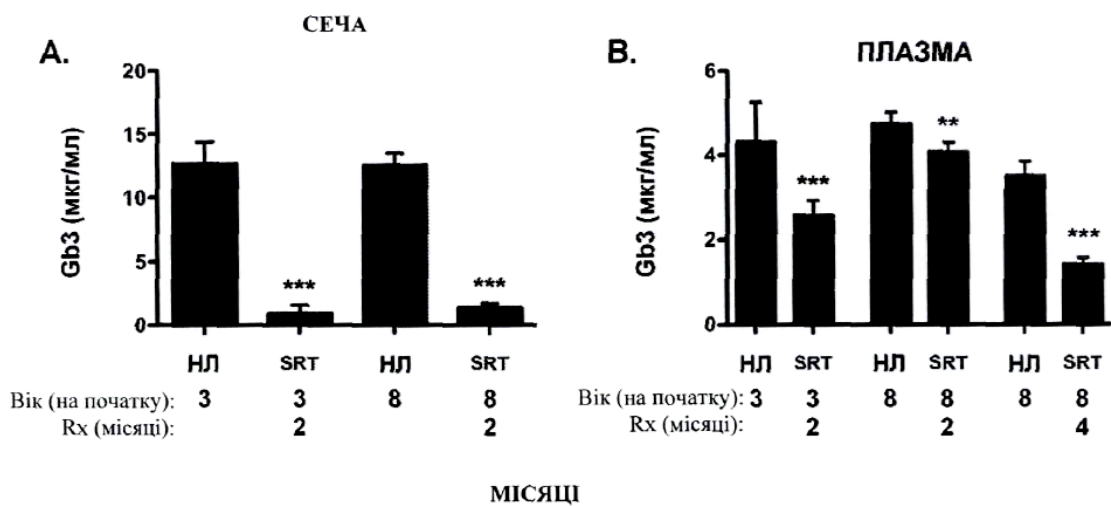 СЕЧА
А.
20
15
10
5
0
Gb3 (мкг/мл)
***
***
НЛ SRT НЛ SRT
Вік (на початку): 3 3 8 8
Rx (місяці): 2 2
В. ПЛАЗМА
6
4
2
0
Gb3 (мкг/мл)
***
**
***
НЛ SRT НЛ SRT НЛ SRT
Вік (на початку): 3 3 8 8 8 8
Rx (місяці): 2 2 4
МІСЯЦІ